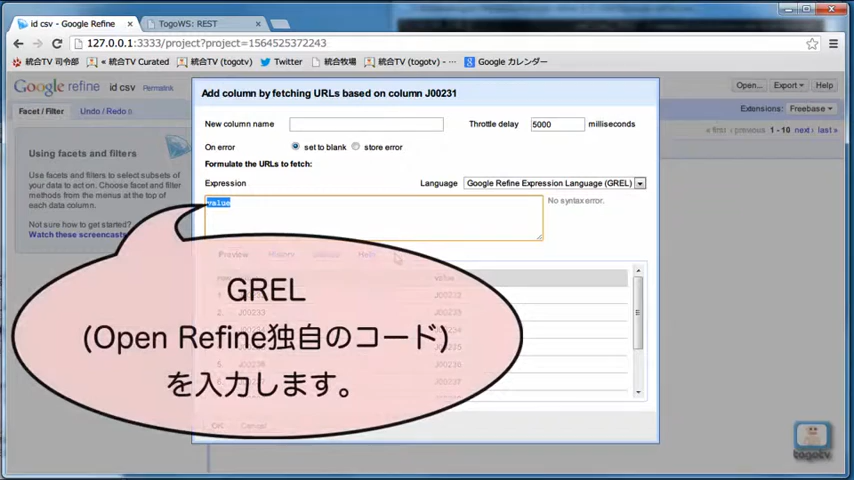 id csv - Google Refine
TogoWS: REST
127.0.0.1:3333/project?project=1564525372243
統合TV 司令部
←統合TV Curated
統合TV (togotv)
Twitter
統合牧場
統合TV (togotv) - …
Google カレンダー
Google refine
id csv
Permalink
Open...
Export
Help
Facet / Filter
Undo / Redo 0
Extensions:
Freebase
Using facets and filters
Use facets and filters to select subsets
of your data to act on. Choose facet and filter
methods from the menus at the top of
each data column.
Not sure how to get started?
Watch these screencasts
« first ‹ previous 1 - 10 next › last »
Add column by fetching URLs based on column J00231
New column name
Throttle delay
5000
milliseconds
On error
set to blank
store error
Formulate the URLs to fetch:
Expression
Language
Google Refine Expression Language (GREL)
value
No syntax error.
Preview
History
Help
value
J00232
J00233
GREL
(Open Refine独自のコード)
を入力します。
Cancel
togotv